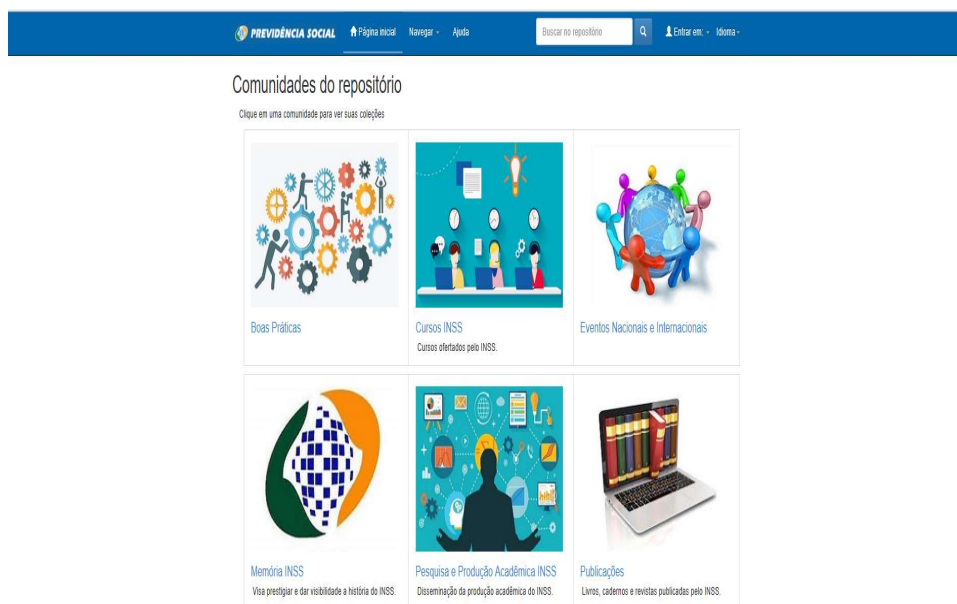 PREVIDÊNCIA SOCIAL Página inicial Navegar Ajuda Buscar no repositório Entrar em: Idioma
Comunidades do repositório
Clique em uma comunidade para ver suas coleções
Boas Práticas
Cursos INSS
Cursos ofertados pelo INSS.
Eventos Nacionais e Internacionais
Memória INSS
Visa prestigiar e dar visibilidade a história do INSS.
Pesquisa e Produção Acadêmica INSS
Disseminação da produção acadêmica do INSS.
Publicações
Livros, cadernos e revistas publicadas pelo INSS.